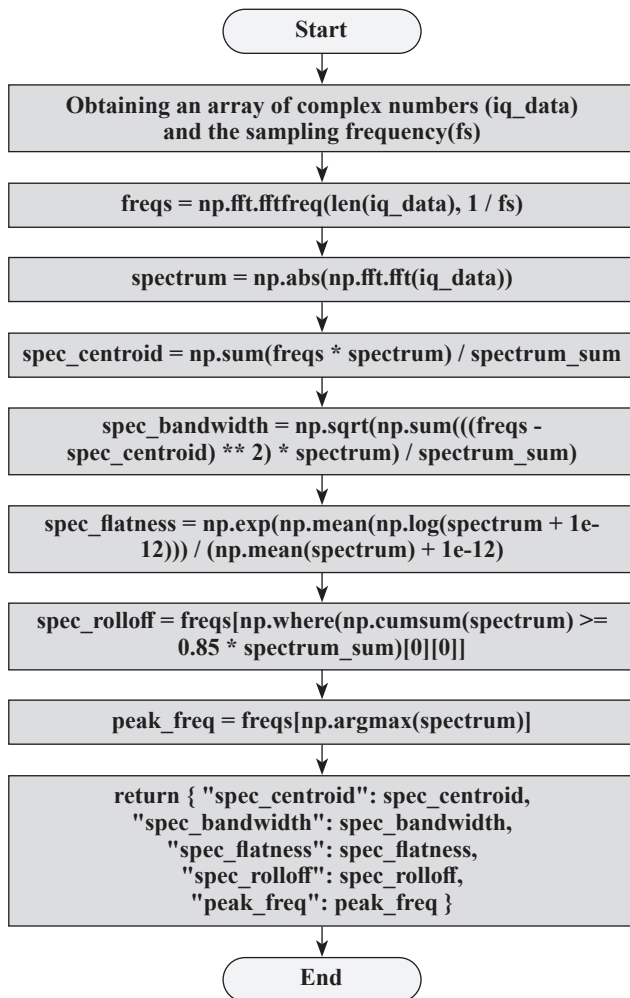 Start
Obtaining an array of complex numbers (iq_data)
and the sampling frequency(fs)
freqs = np.fft.fftfreq(len(iq_data), 1 / fs)
spectrum = np.abs(np.fft.fft(iq_data))
spec_centroid = np.sum(freqs * spectrum) / spectrum_sum
spec_bandwidth = np.sqrt(np.sum(((freqs -
spec_centroid) ** 2) * spectrum) / spectrum_sum)
spec_flatness = np.exp(np.mean(np.log(spectrum + 1e-
12))) / (np.mean(spectrum) + 1e-12)
spec_rolloff = freqs[np.where(np.cumsum(spectrum) >=
0.85 * spectrum_sum)[0][0]]
peak_freq = freqs[np.argmax(spectrum)]
return { "spec_centroid": spec_centroid,
"spec_bandwidth": spec_bandwidth,
"spec_flatness": spec_flatness,
"spec_rolloff": spec_rolloff,
"peak_freq": peak_freq }
End